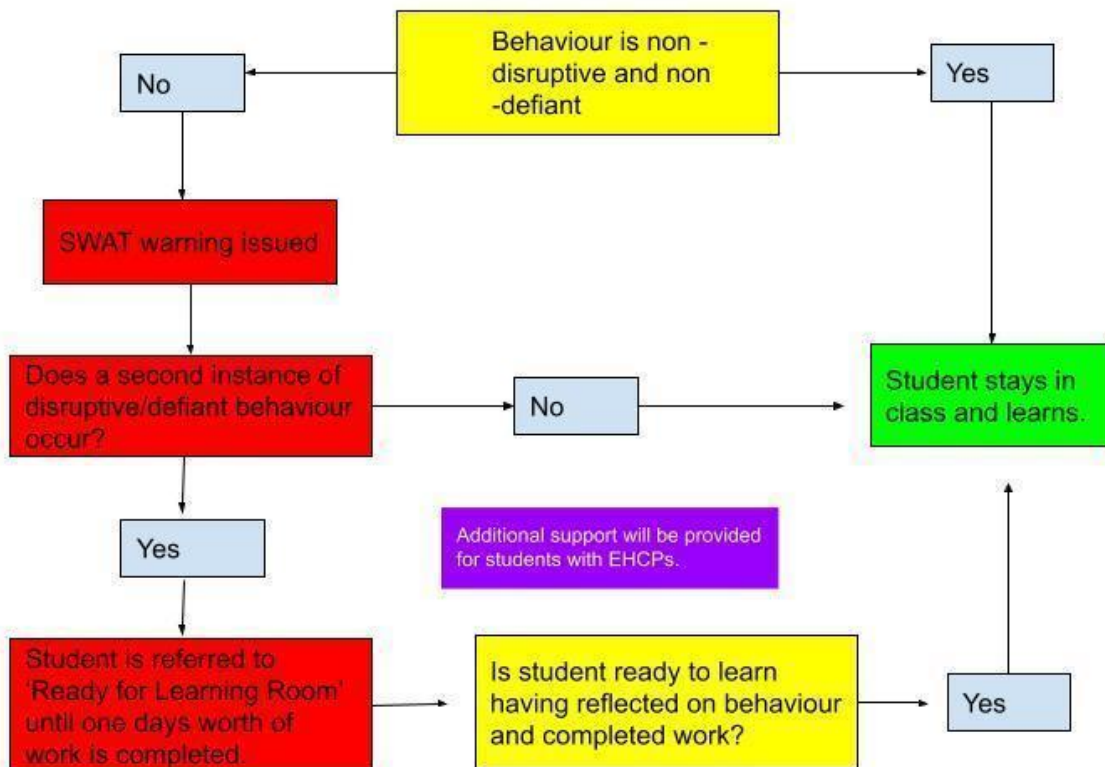 Behaviour is non -
disruptive and non
-defiant
No
Yes
SWAT warning issued
Does a second instance of
disruptive/defiant behaviour
occur?
No
Student stays in
class and learns.
Yes
Additional support will be provided
for students with EHCPs.
Student is referred to
‘Ready for Learning Room’
until one days worth of
work is completed.
Is student ready to learn
having reflected on behaviour
and completed work?
Yes